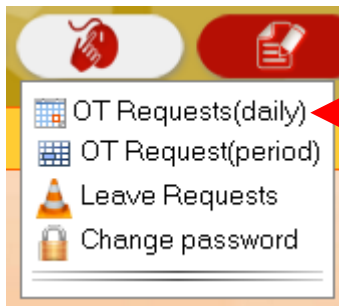 OT Requests(daily)
OT Request(period)
Leave Requests
Change password